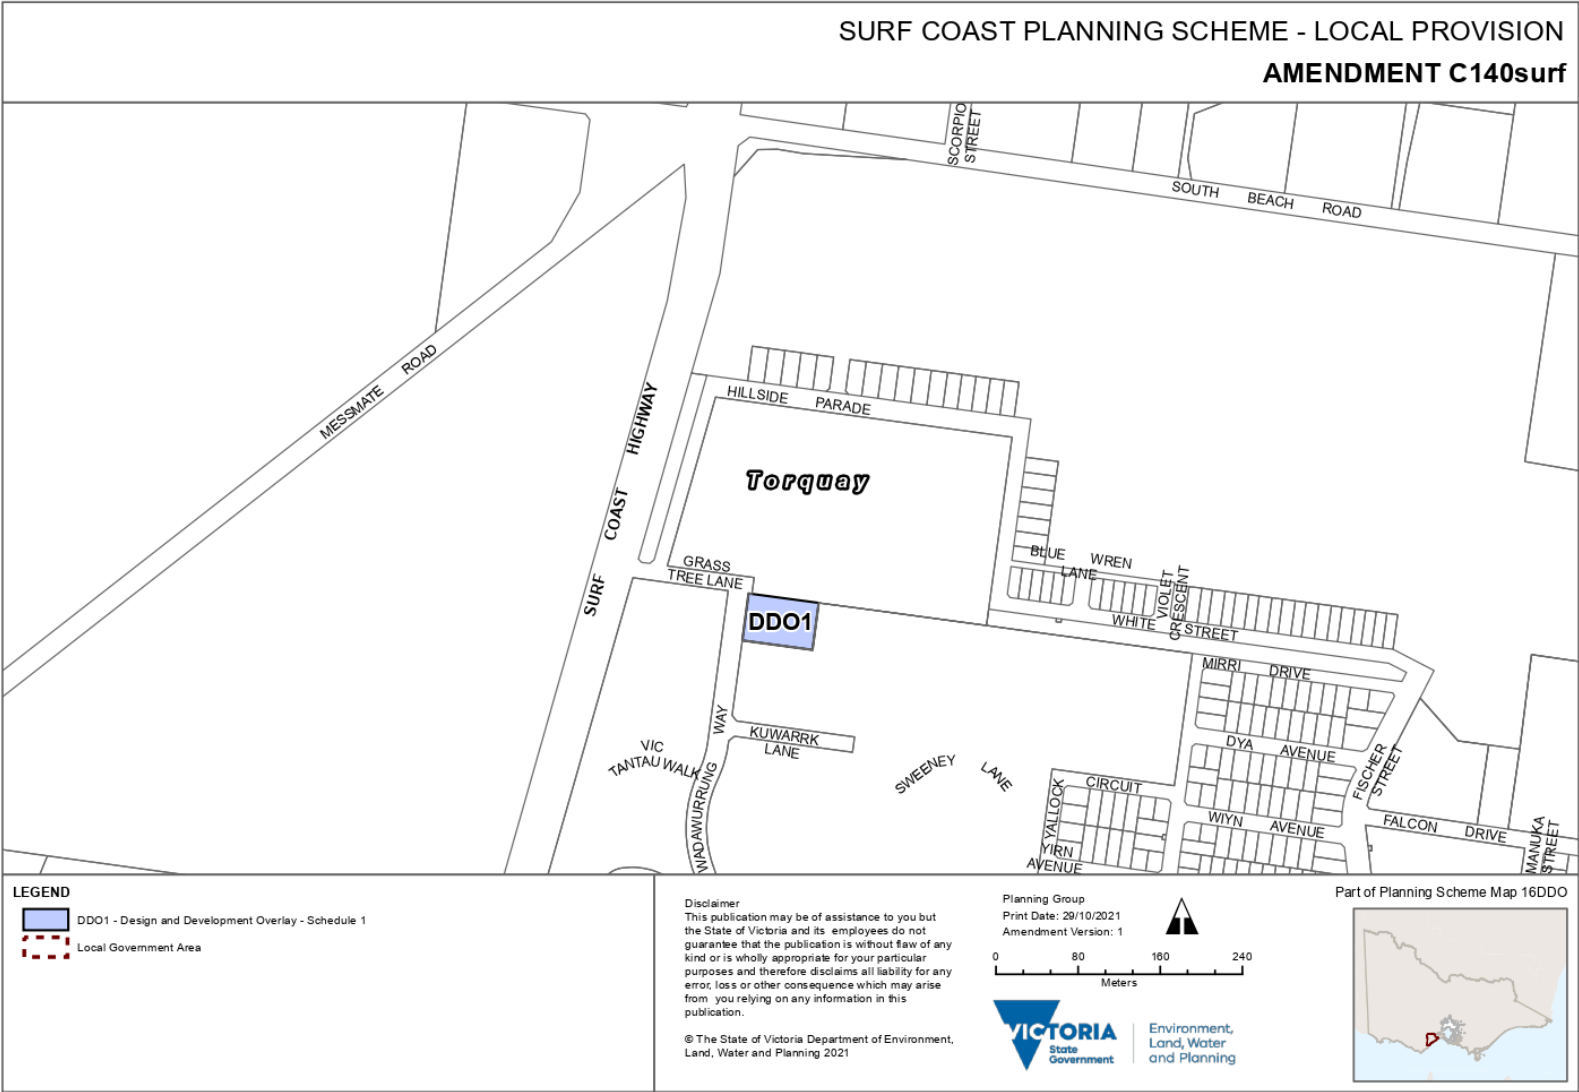 SURF COAST PLANNING SCHEME - LOCAL PROVISION
AMENDMENT C140surf
SCORPIO
STREET
SOUTH BEACH ROAD
MESSMATE ROAD
SURF COAST HIGHWAY
HILLSIDE PARADE
Torquay
GRASS
TREE LANE
DDO1
BLUE WREN
LANE
VIOLET
CRESCENT
WHITE STREET
MIRRI DRIVE
DYA AVENUE
FISCHER
STREET
WIYN AVENUE
FALCON DRIVE
MANUKA
STREET
CIRCUIT
YALLOCK
YIRN
AVENUE
SWEENEY LANE
KUWARRK
LANE
VIC
TANTAU WALK
WADAWURRUNG WAY
LEGEND
DDO1 - Design and Development Overlay - Schedule 1
Local Government Area
Disclaimer
This publication may be of assistance to you but
the State of Victoria and its employees do not
guarantee that the publication is without flaw of any
kind or is wholly appropriate for your particular
purposes and therefore disclaims all liability for any
error, loss or other consequence which may arise
from you relying on any information in this
publication.
© The State of Victoria Department of Environment,
Land, Water and Planning 2021
Planning Group
Print Date: 29/10/2021
Amendment Version: 1
0 80 160 240
Meters
VICTORIA
State
Government
Environment,
Land, Water
and Planning
Part of Planning Scheme Map 16DDO